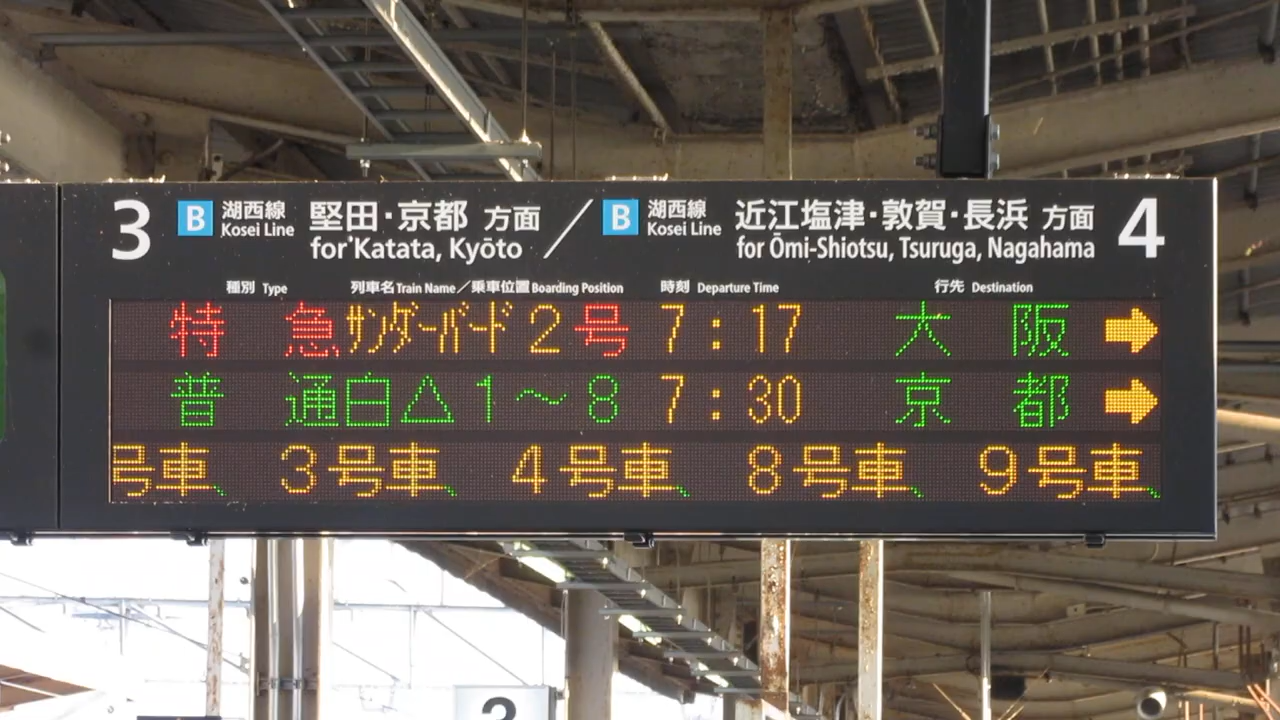 3 B 湖西線 堅田・京都 方面 / B 湖西線 近江塩津・敦賀・長浜 方面 4
Kosei Line for Katata, Kyōto Kosei Line for Ōmi-Shiotsu, Tsuruga, Nagahama
種別 Type 列車名 Train Name/乗車位置 Boarding Position 時刻 Departure Time 行先 Destination
特急 サンダーバード 2号 7:17 大阪 →
普通 白△1〜8 7:30 京都 →
号車、 3号車、 4号車、 8号車、 9号車、